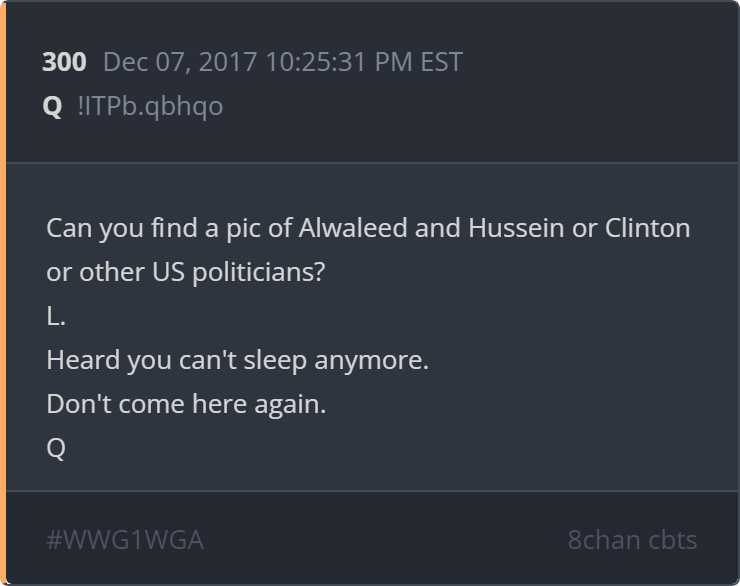 300 Dec 07, 2017 10:25:31 PM EST
Q !ITPb.qbhqo
Can you find a pic of Alwaleed and Hussein or Clinton
or other US politicians?
L.
Heard you can't sleep anymore.
Don't come here again.
Q
#WWG1WGA 8chan cbts